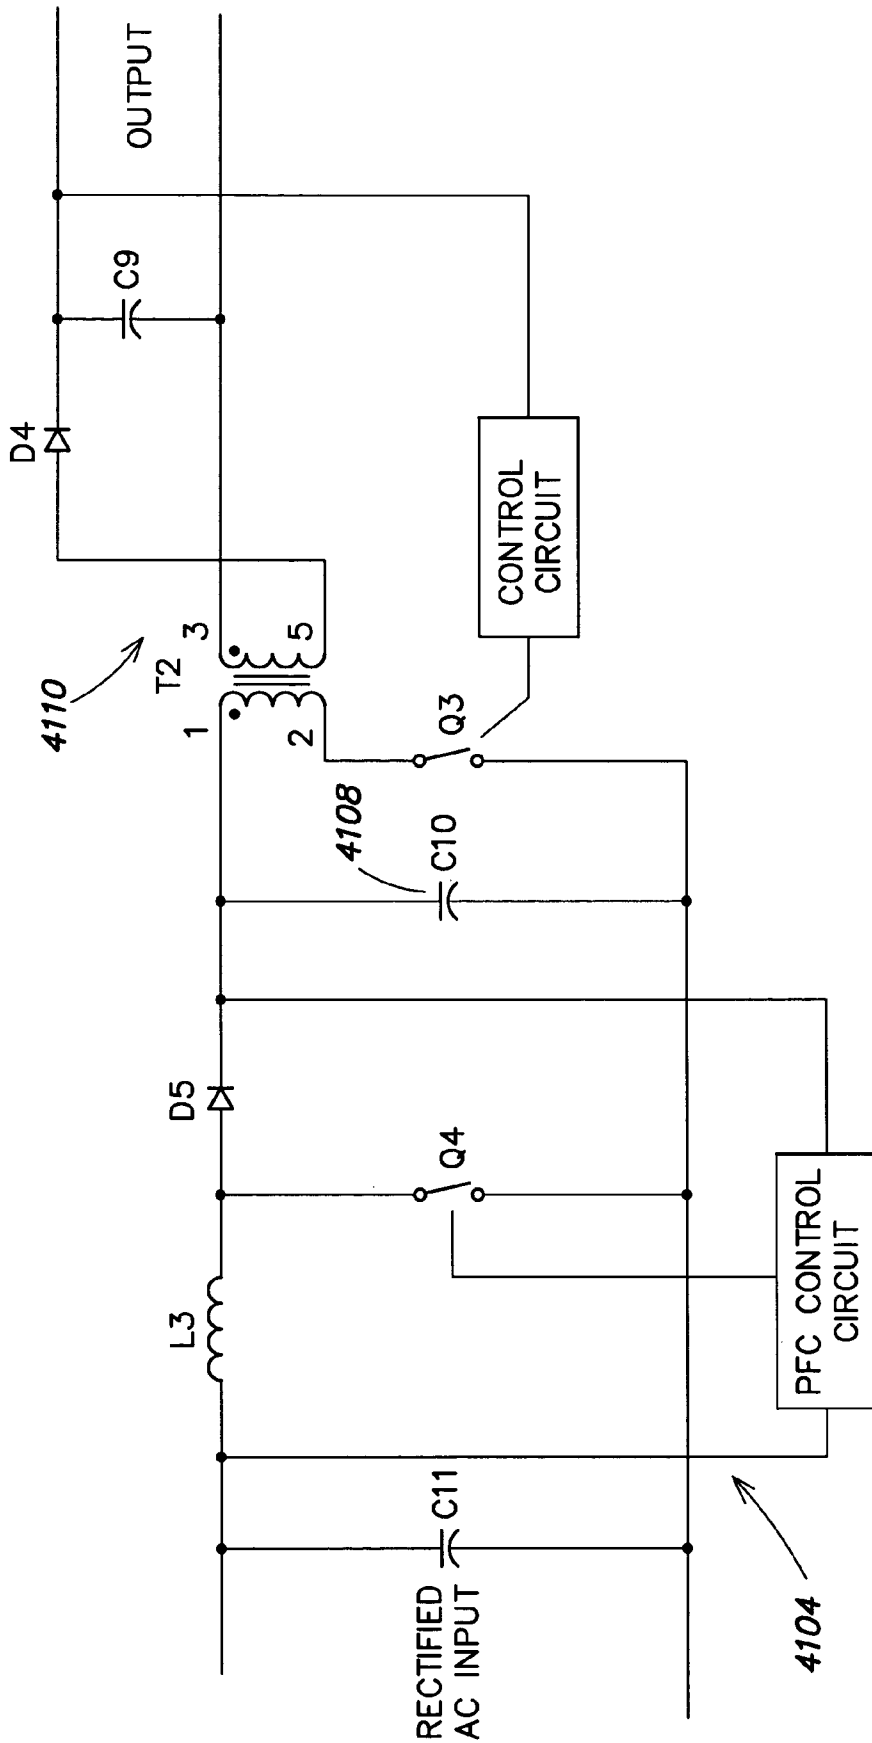 RECTIFIED
AC INPUT
C11
4104
L3
PFC CONTROL
CIRCUIT
Q4
D5
C10
4108
4110
T2
1
2
3
5
Q3
CONTROL
CIRCUIT
D4
C9
OUTPUT